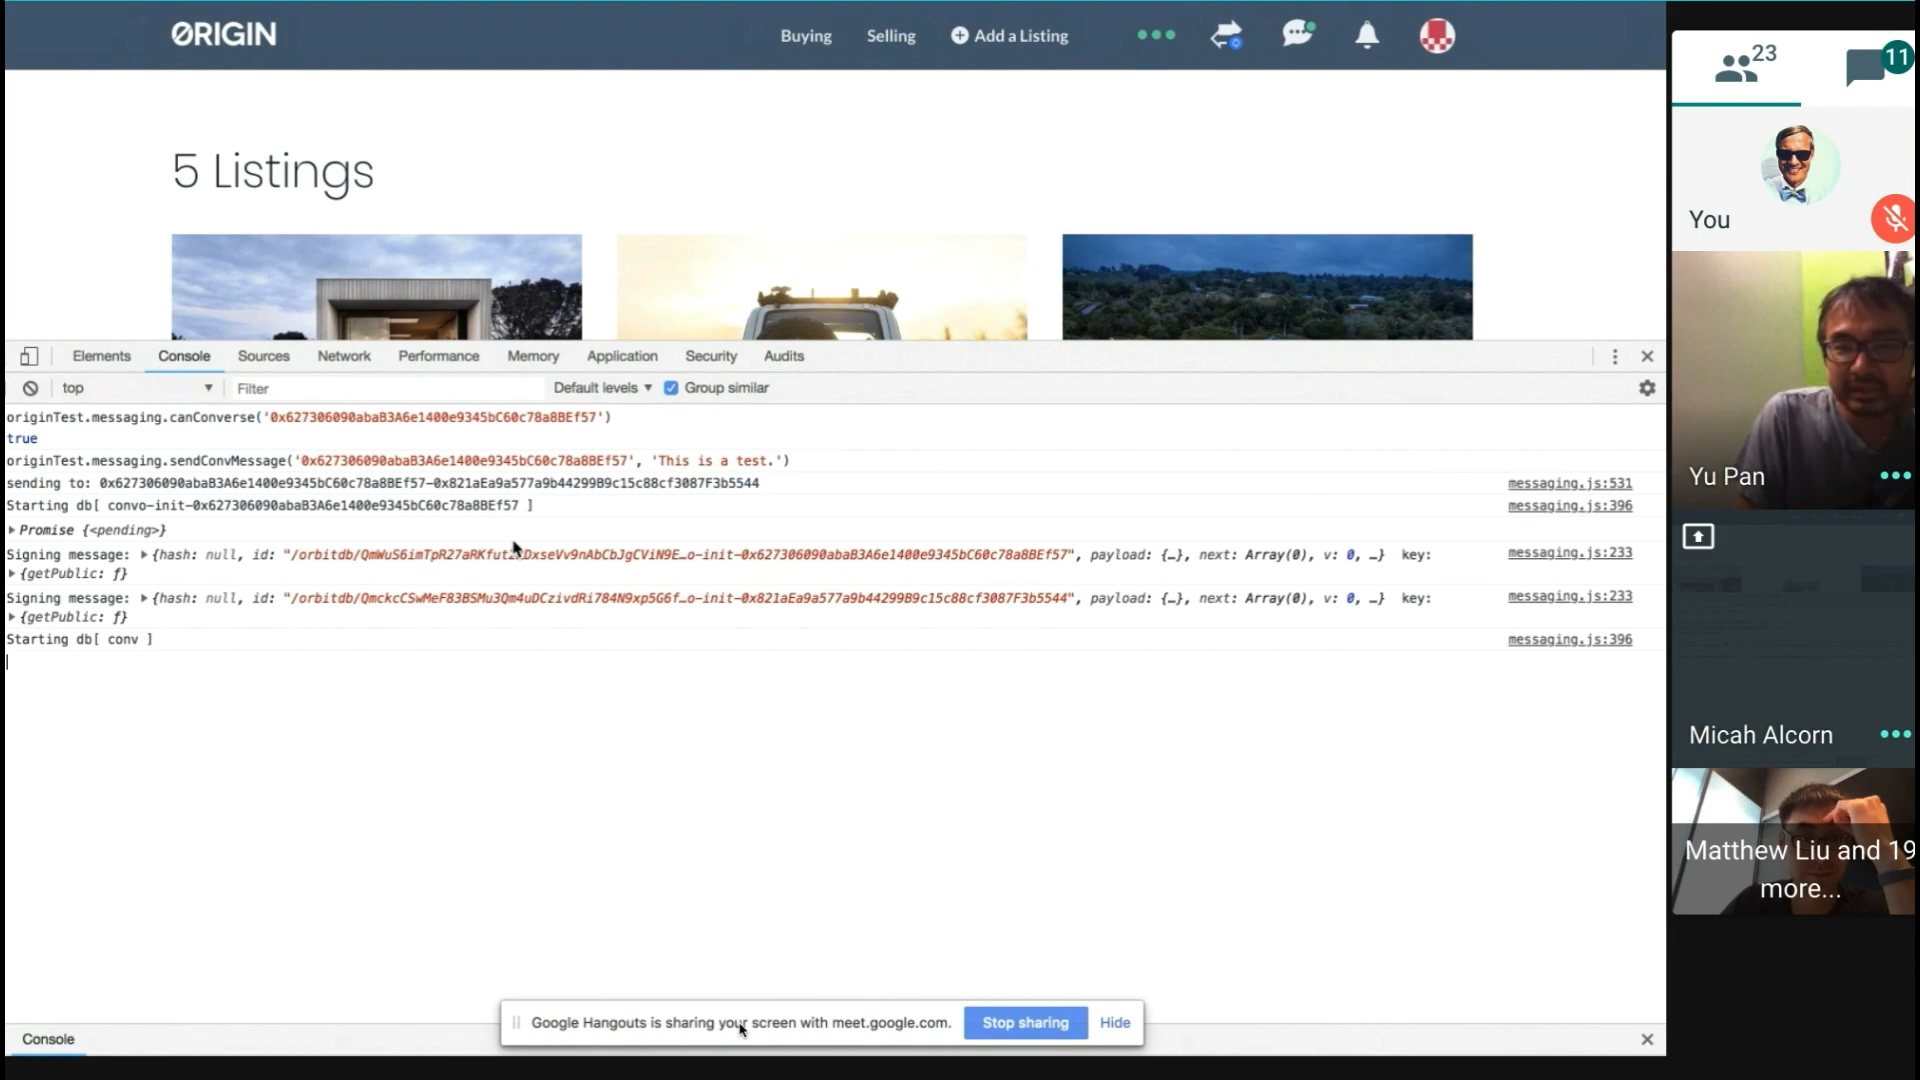 ORIGIN
Buying Selling Add a Listing
23
11
5 Listings
You
Elements Console Sources Network Performance Memory Application Security Audits
top Filter Default levels Group similar
originTest.messaging.canConverse('0x627306090abaB3A6e1400e9345bC60c78a8BEf57')
true
originTest.messaging.sendConvMessage('0x627306090abaB3A6e1400e9345bC60c78a8BEf57', 'This is a test.')
sending to: 0x627306090abaB3A6e1400e9345bC60c78a8BEf57-0x821aEa9a577a9b44299B9c15c88cf3087F3b5544 messaging.js:531
Starting db[ convo-init-0x627306090abaB3A6e1400e9345bC60c78a8BEf57 ] messaging.js:396
Promise {<pending>}
Signing message: {hash: null, id: "/orbitdb/ DxseVv9nAbCbJgCViN9E…o-init-0x627306090abaB3A6e1400e9345bC60c78a8BEf57", payload: {…}, next: Array(0), v: 0, …} key: messaging.js:233
{getPublic: ƒ}
Signing message: {hash: null, id: "/orbitdb/QmckcCSwMeF83BSMu3Qm4uDCzivdRi784N9xp5G6f…o-init-0x821aEa9a577a9b44299B9c15c88cf3087F3b5544", payload: {…}, next: Array(0), v: 0, …} key: messaging.js:233
{getPublic: ƒ}
Starting db[ conv ] messaging.js:396
Yu Pan
Micah Alcorn
Matthew Liu and 19
more...
Google Hangouts is sharing your screen with meet.google.com. Stop sharing Hide
Console